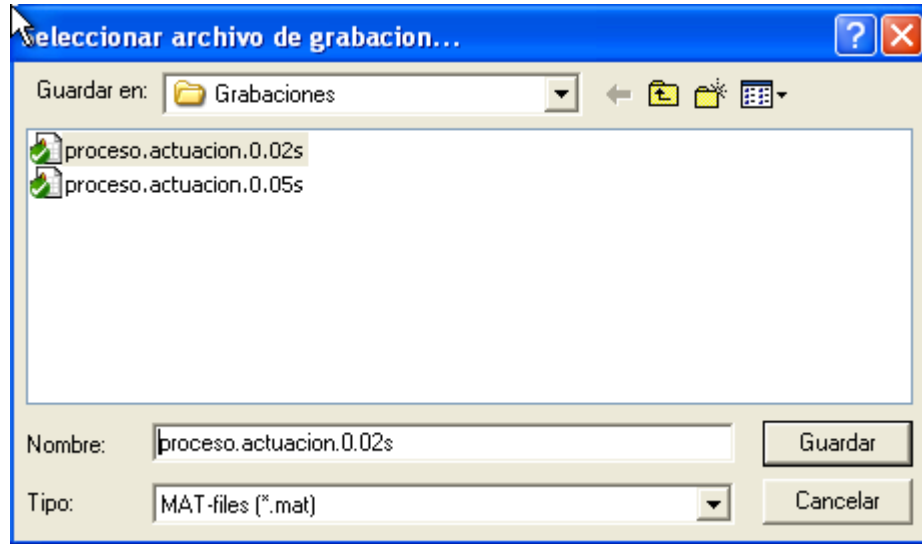 Seleccionar archivo de grabacion...
Guardar en: Grabaciones
proceso.actuacion.0.02s
proceso.actuacion.0.05s
Nombre: proceso.actuacion.0.02s Guardar
Tipo: MAT-files (*.mat) Cancelar